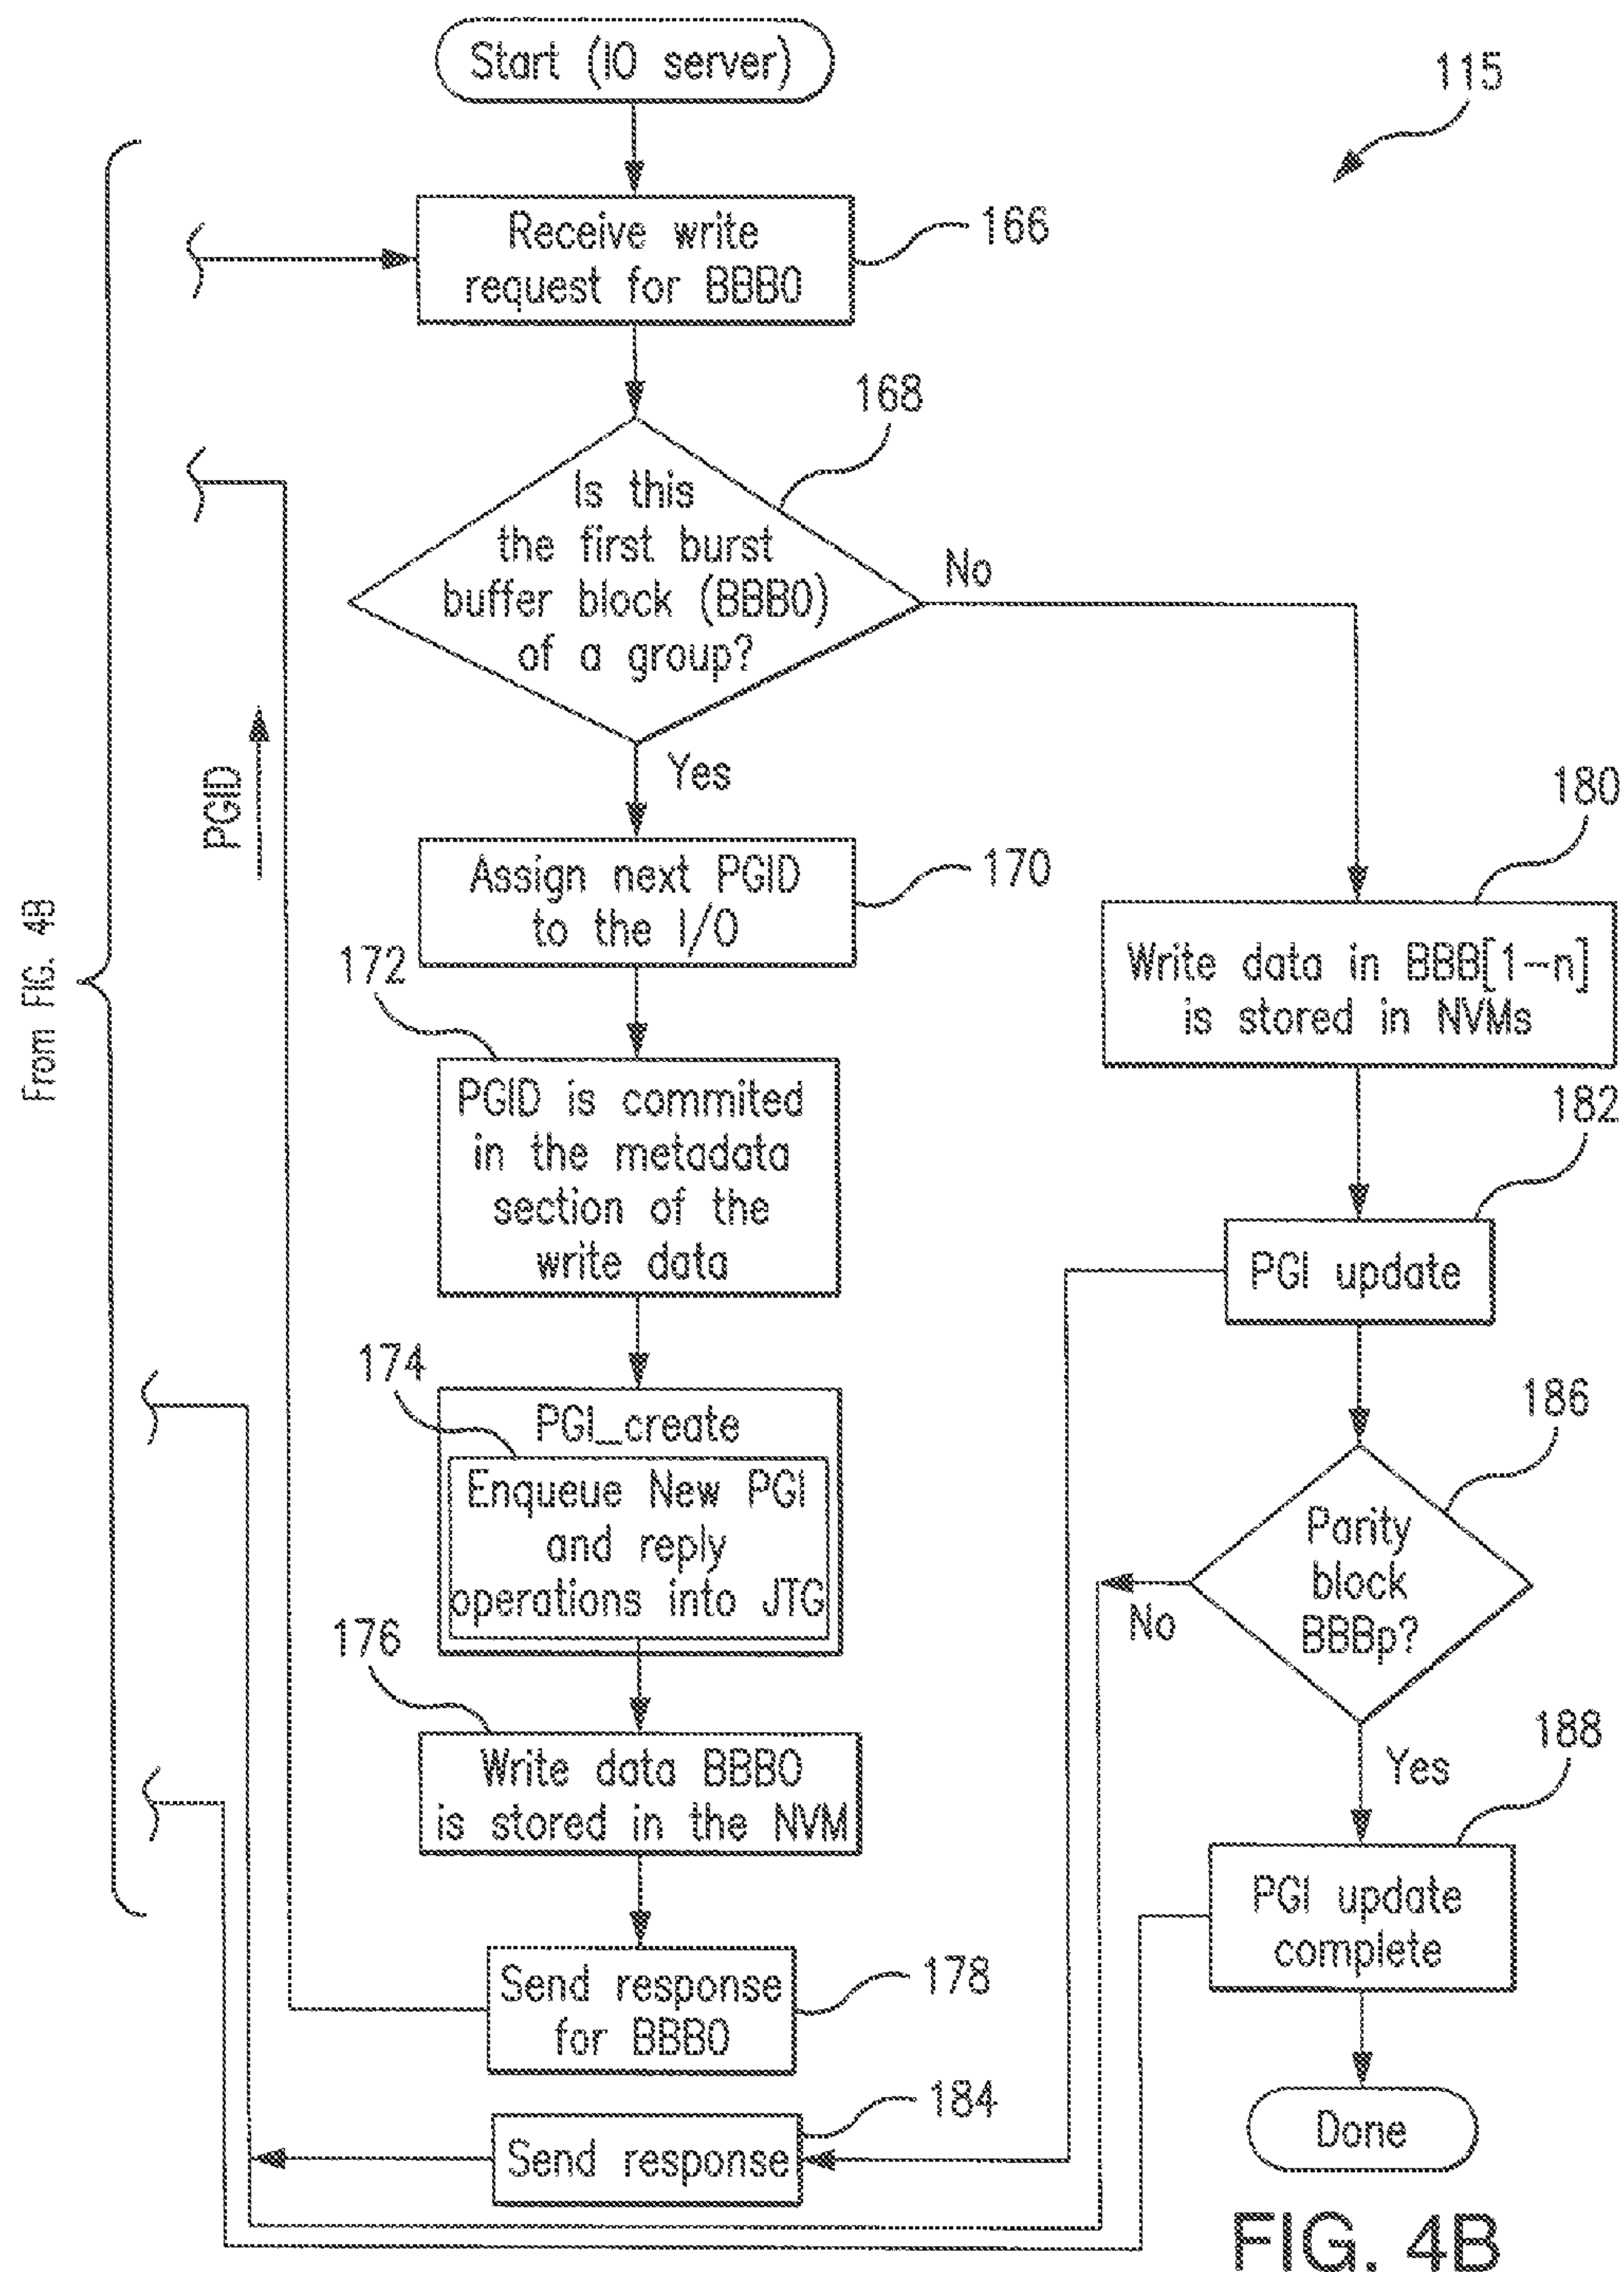 Start (IO server)
115
Receive write
request for BBB0
166
168
Is this
the first burst
buffer block (BBB0)
of a group?
No
Yes
PGID
From FIG. 4B
Assign next PGID
to the I/O
170
180
Write data in BBB[1–n]
is stored in NVMs
172
PGID is commited
in the metadata
section of the
write data
182
PGI update
174
PGI_create
Enqueue New PGI
and reply
operations into JTG
186
Parity
block
BBBp?
No
Yes
176
Write data BBB0
is stored in the NVM
188
PGI update
complete
Send response
for BBB0
178
184
Send response
Done
FIG. 4B